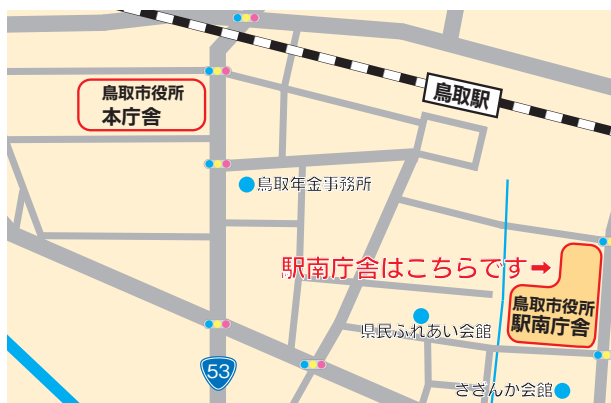 鳥取駅
鳥取市役所
本庁舎
鳥取年金事務所
駅南庁舎はこちらです➡
鳥取市役所
駅南庁舎
県民ふれあい会館
53
さざんか会館